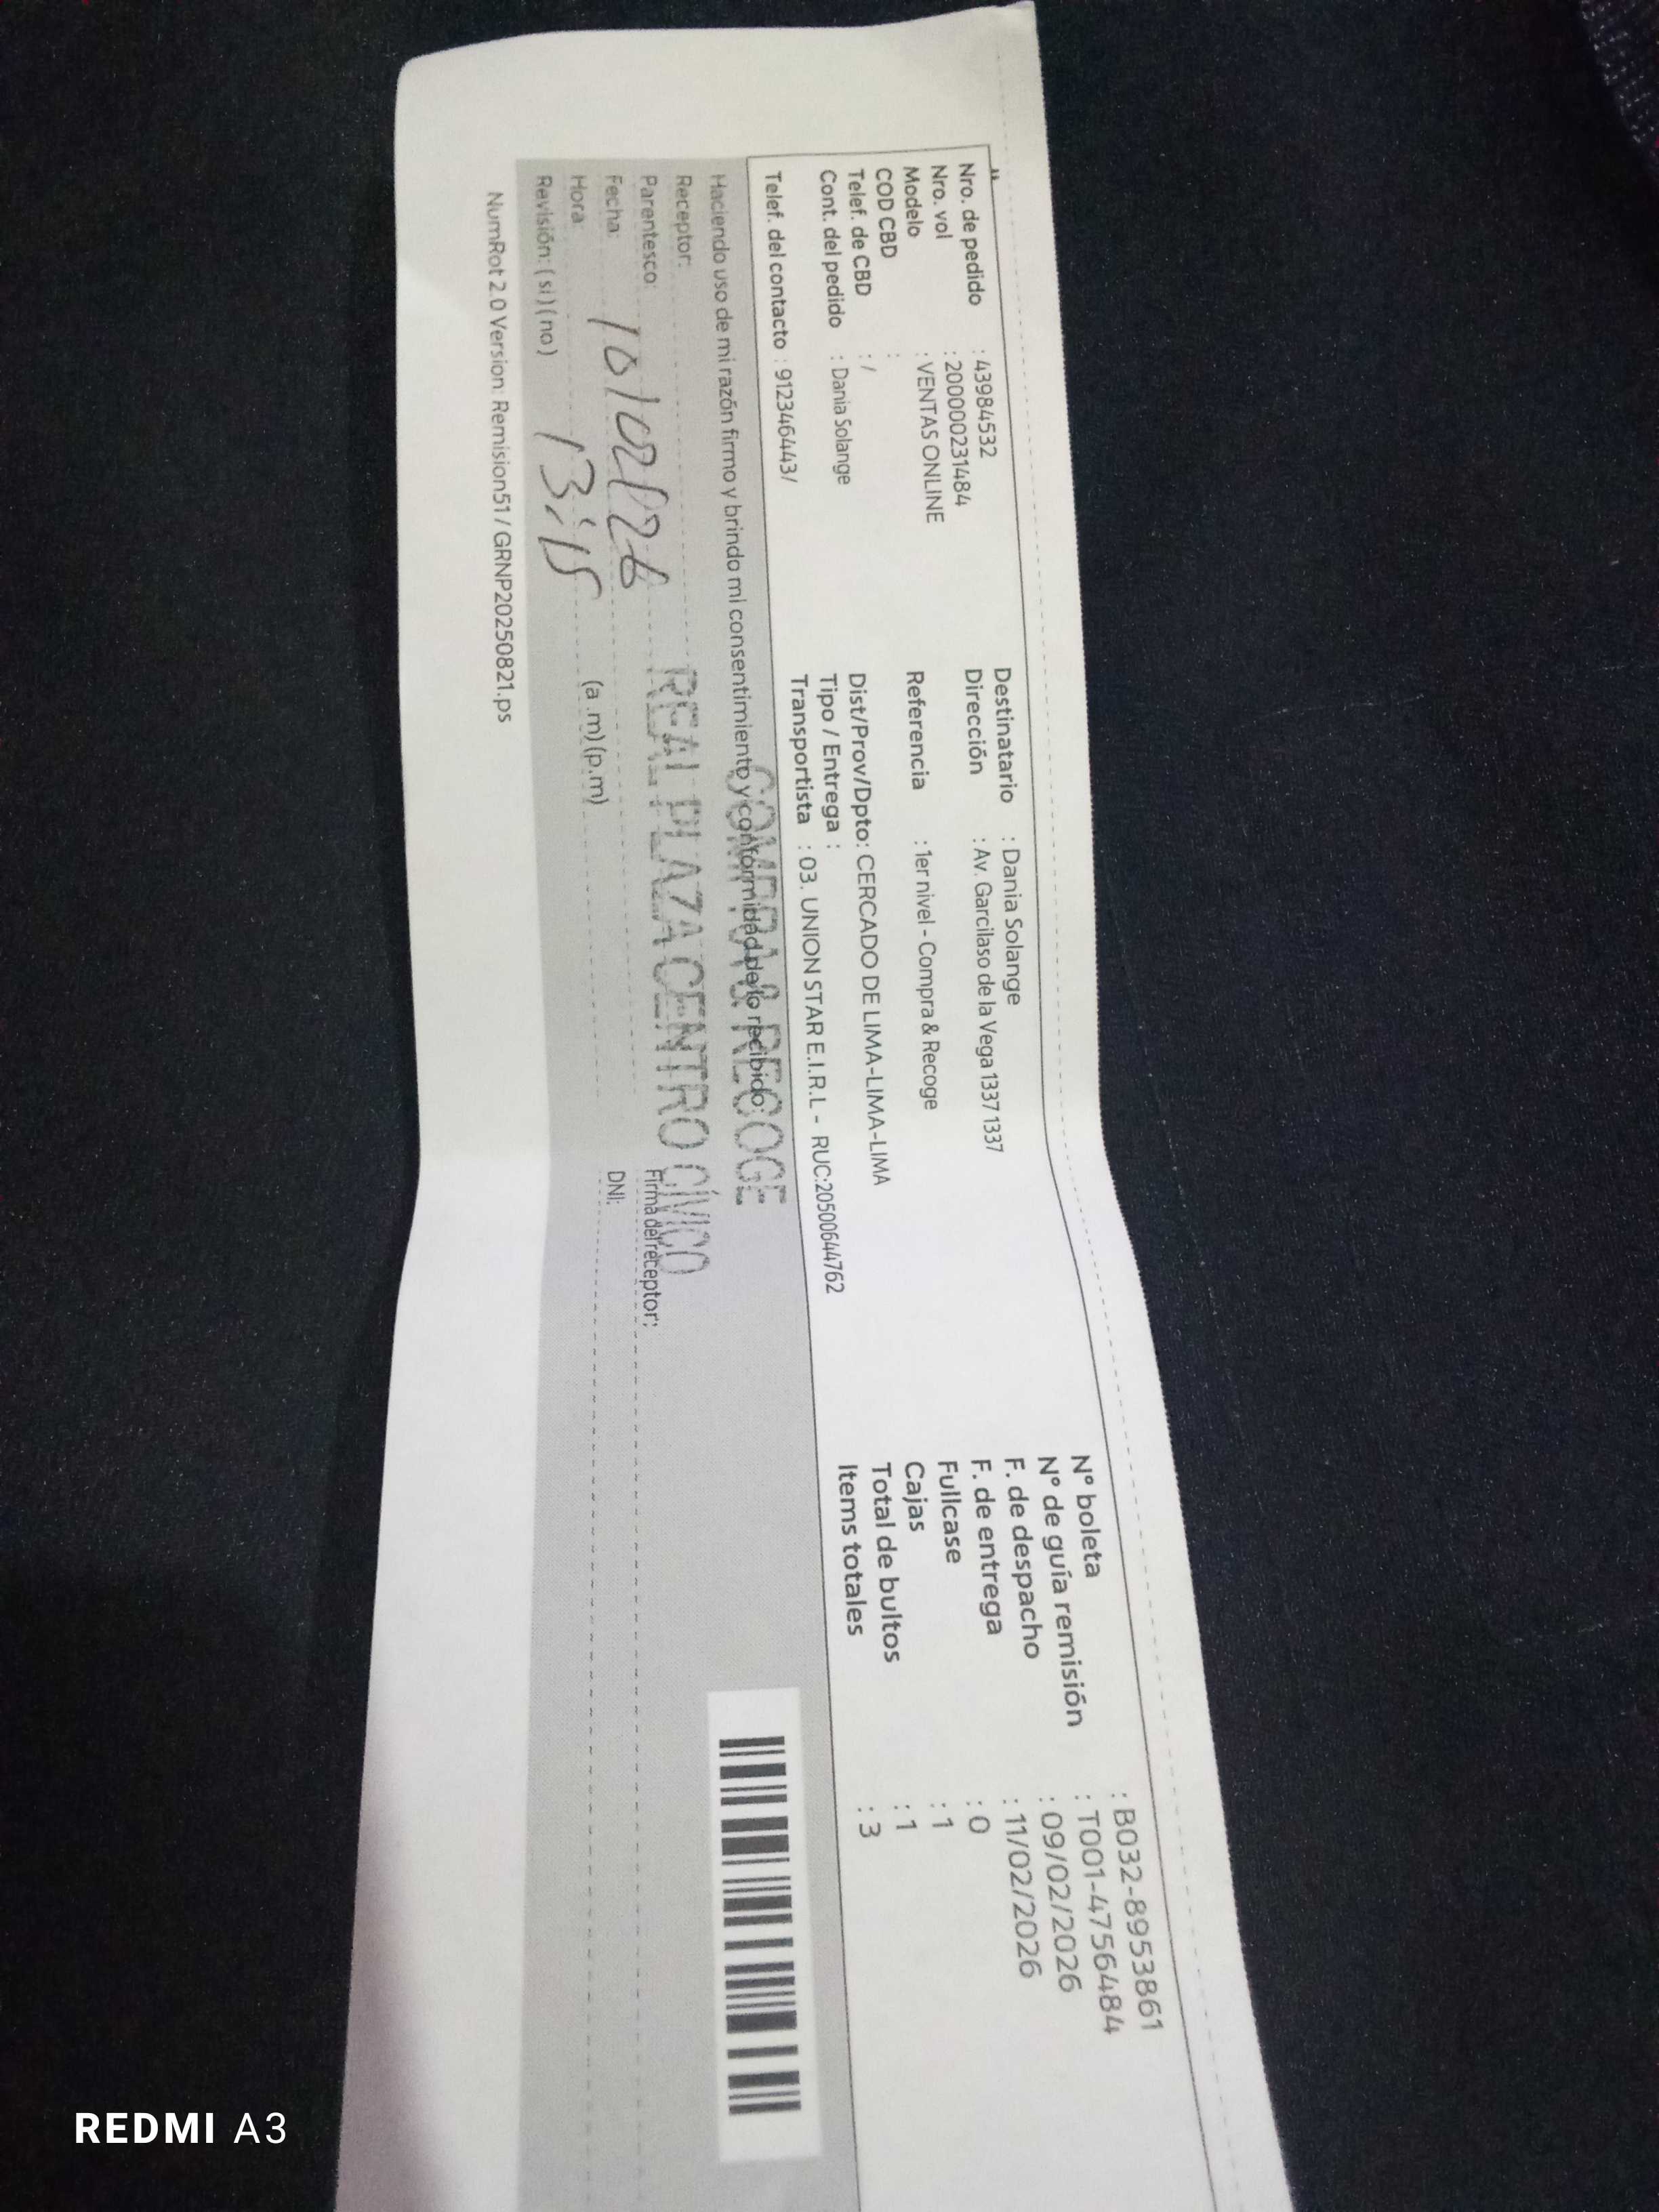 Nro. de pedido : 43984532
Nro. vol : 2000000231484
Modelo : VENTAS ONLINE
COD CBD :
Telef. de CBD : /
Cont. del pedido : Dania Solange
Telef. del contacto : 912346443/
Destinatario : Dania Solange
Dirección : Av. Garcilaso de la Vega 1337 1337
Referencia : 1er nivel - Compra & Recoge
Dist/Prov/Dpto: CERCADO DE LIMA-LIMA-LIMA
Tipo / Entrega :
Transportista : 03. UNION STAR E.I.R.L - RUC:20500644762
N° boleta : B032-8953861
N° de guía remisión : T001-4756484
F. de despacho : 09/02/2026
F. de entrega : 11/02/2026
Fullcase : 0
Cajas : 1
Total de bultos : 1
Items totales : 3
Haciendo uso de mi razón firmo y brindo mi consentimiento y conformidad de lo recibido
COMPRA & RECOGE
REAL PLAZA CENTRO CÍVICO
Receptor:
Parentesco:
Fecha: 10/02/26
Hora: 13:15 (a.m) (p.m)
Revisión: ( si ) ( no )
Firma del receptor:
DNI:
NumRot 2.0 Version: Remision51 / GRNP20250821.ps
REDMI A3